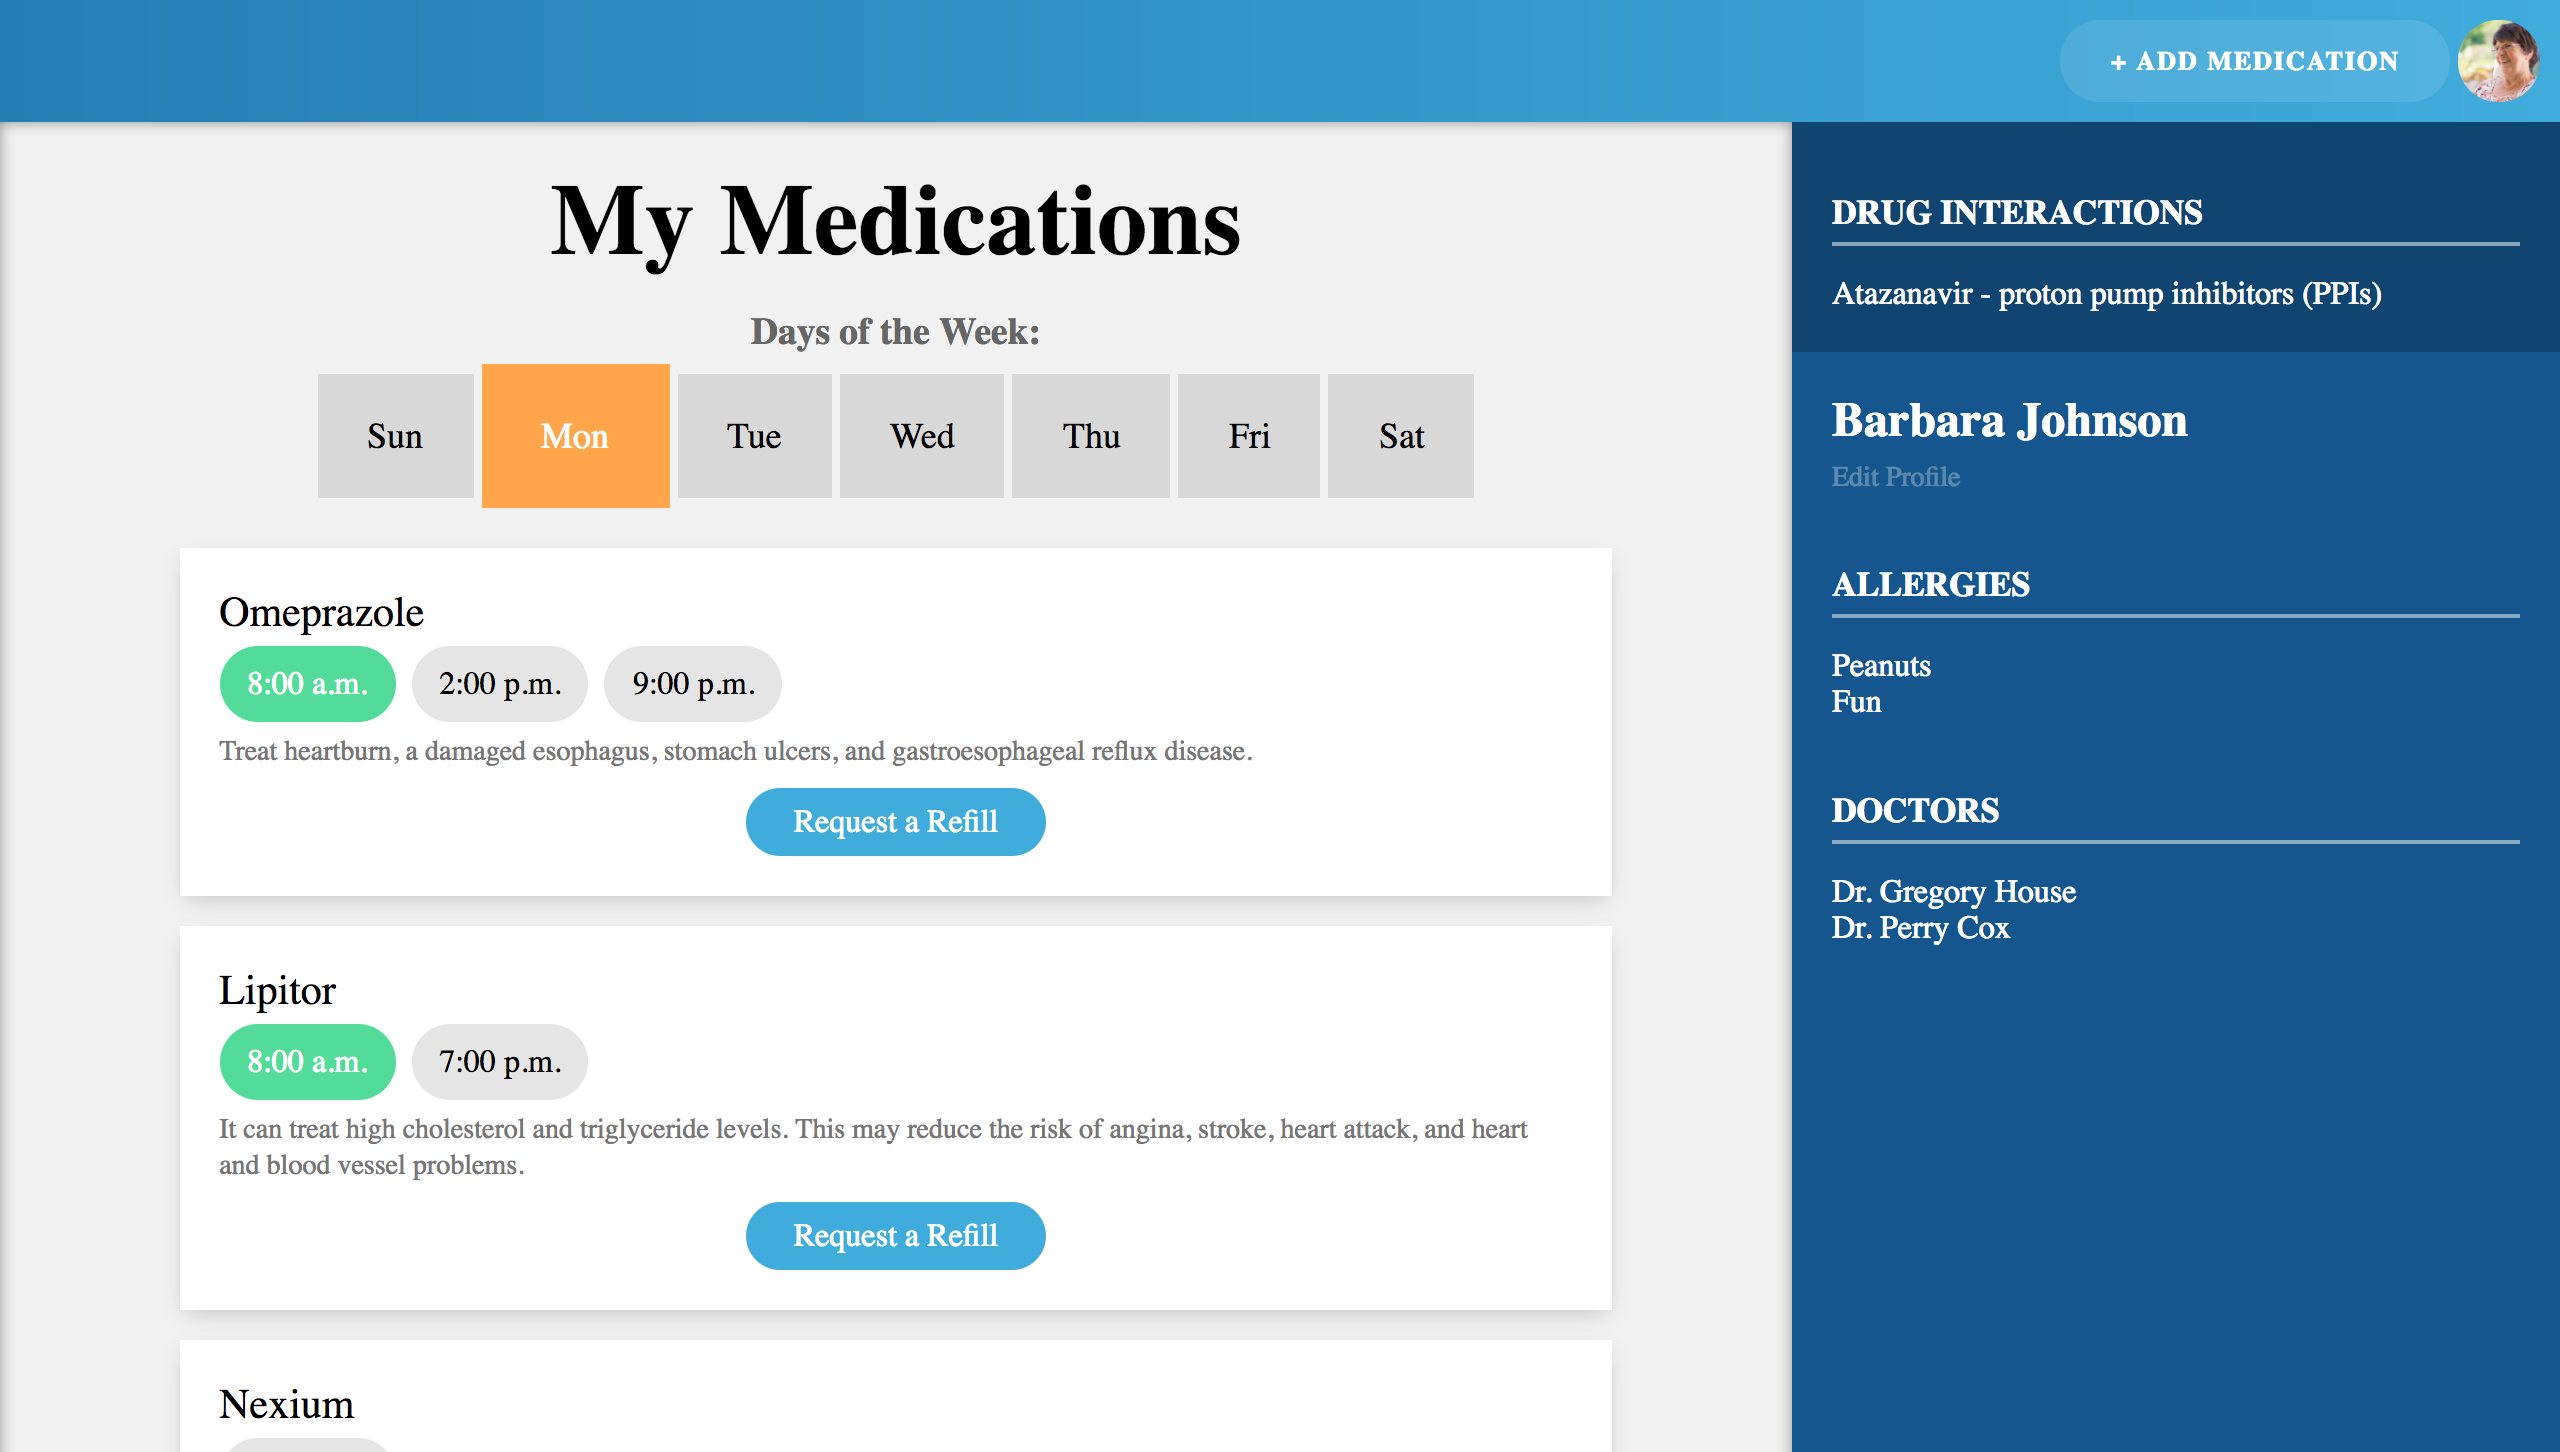 + ADD MEDICATION
My Medications
Days of the Week:
Sun Mon Tue Wed Thu Fri Sat
Omeprazole
8:00 a.m. 2:00 p.m. 9:00 p.m.
Treat heartburn, a damaged esophagus, stomach ulcers, and gastroesophageal reflux disease.
Request a Refill
Lipitor
8:00 a.m. 7:00 p.m.
It can treat high cholesterol and triglyceride levels. This may reduce the risk of angina, stroke, heart attack, and heart
and blood vessel problems.
Request a Refill
Nexium
DRUG INTERACTIONS
Atazanavir - proton pump inhibitors (PPIs)
Barbara Johnson
Edit Profile
ALLERGIES
Peanuts
Fun
DOCTORS
Dr. Gregory House
Dr. Perry Cox